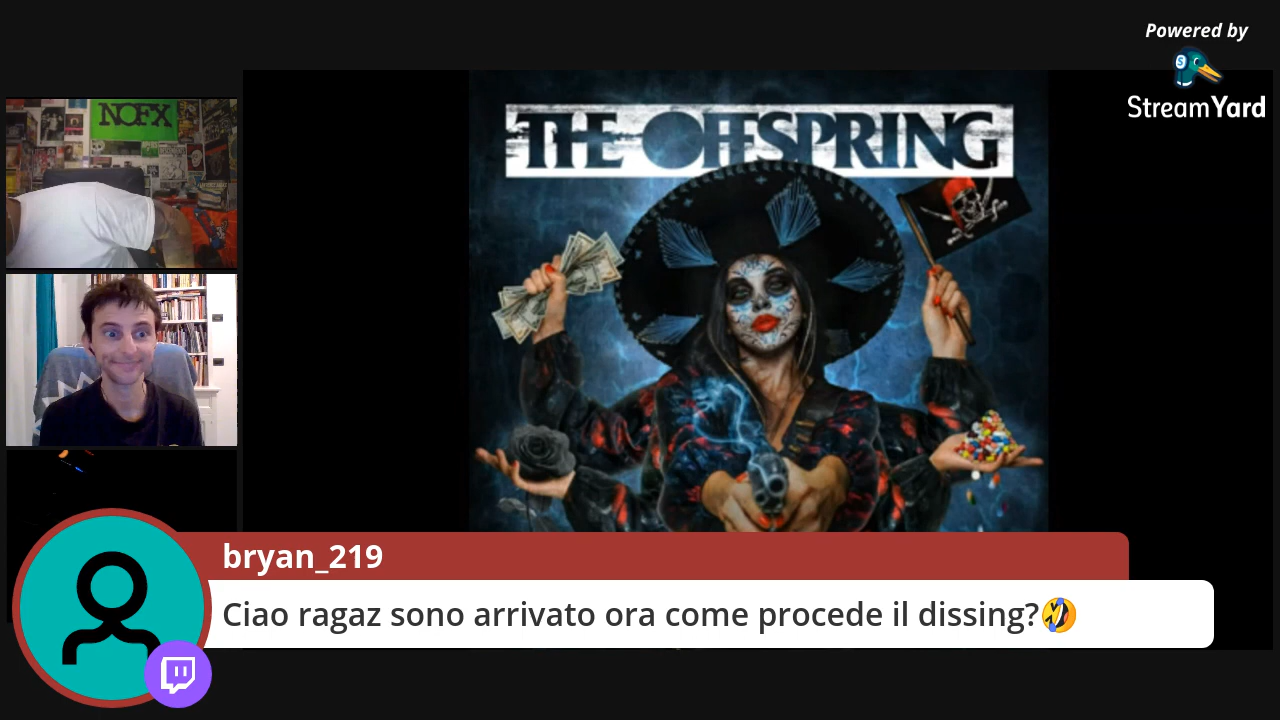 Powered by
StreamYard
NOFX
THE OFFSPRING
bryan_219
Ciao ragaz sono arrivato ora come procede il dissing?🤣